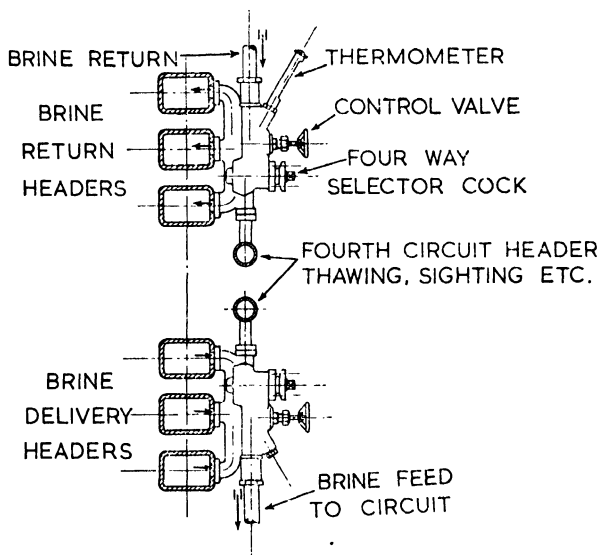 BRINE RETURN
THERMOMETER
BRINE
RETURN
HEADERS
CONTROL VALVE
FOUR WAY
SELECTOR COCK
FOURTH CIRCUIT HEADER
THAWING, SIGHTING ETC.
BRINE
DELIVERY
HEADERS
BRINE FEED
TO CIRCUIT